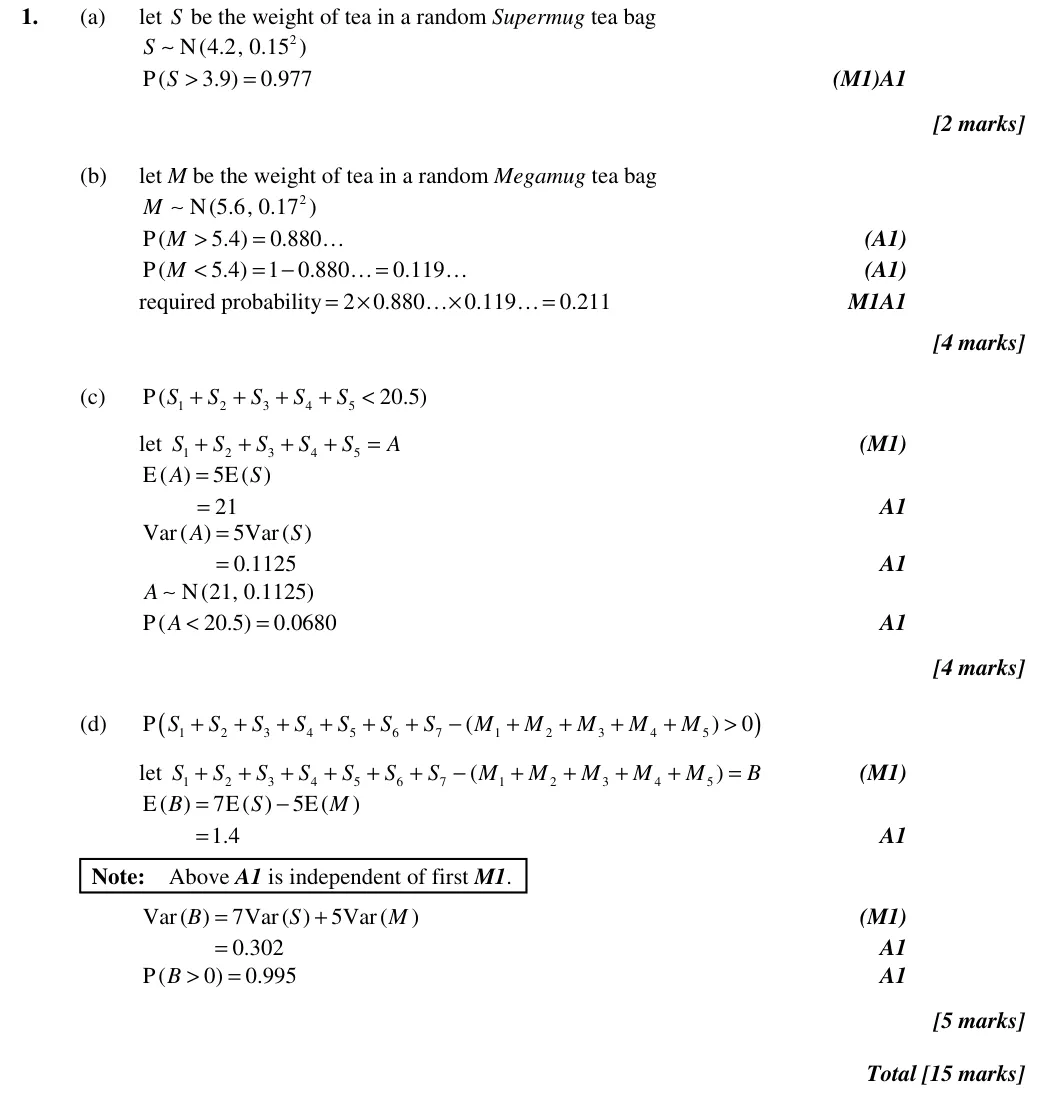 1. (a) let S be the weight of tea in a random Supermug tea bag
S ~ N(4.2, 0.15²)
P(S > 3.9) = 0.977 (M1)A1
[2 marks]
(b) let M be the weight of tea in a random Megamug tea bag
M ~ N(5.6, 0.17²)
P(M > 5.4) = 0.880… (A1)
P(M < 5.4) = 1 − 0.880… = 0.119… (A1)
required probability = 2 × 0.880… × 0.119… = 0.211 M1A1
[4 marks]
(c) P(S₁ + S₂ + S₃ + S₄ + S₅ < 20.5)
let S₁ + S₂ + S₃ + S₄ + S₅ = A (M1)
E(A) = 5E(S)
= 21 A1
Var(A) = 5Var(S)
= 0.1125 A1
A ~ N(21, 0.1125)
P(A < 20.5) = 0.0680 A1
[4 marks]
(d) P(S₁ + S₂ + S₃ + S₄ + S₅ + S₆ + S₇ − (M₁ + M₂ + M₃ + M₄ + M₅) > 0)
let S₁ + S₂ + S₃ + S₄ + S₅ + S₆ + S₇ − (M₁ + M₂ + M₃ + M₄ + M₅) = B (M1)
E(B) = 7E(S) − 5E(M)
= 1.4 A1
Note: Above A1 is independent of first M1.
Var(B) = 7Var(S) + 5Var(M) (M1)
= 0.302 A1
P(B > 0) = 0.995 A1
[5 marks]
Total [15 marks]